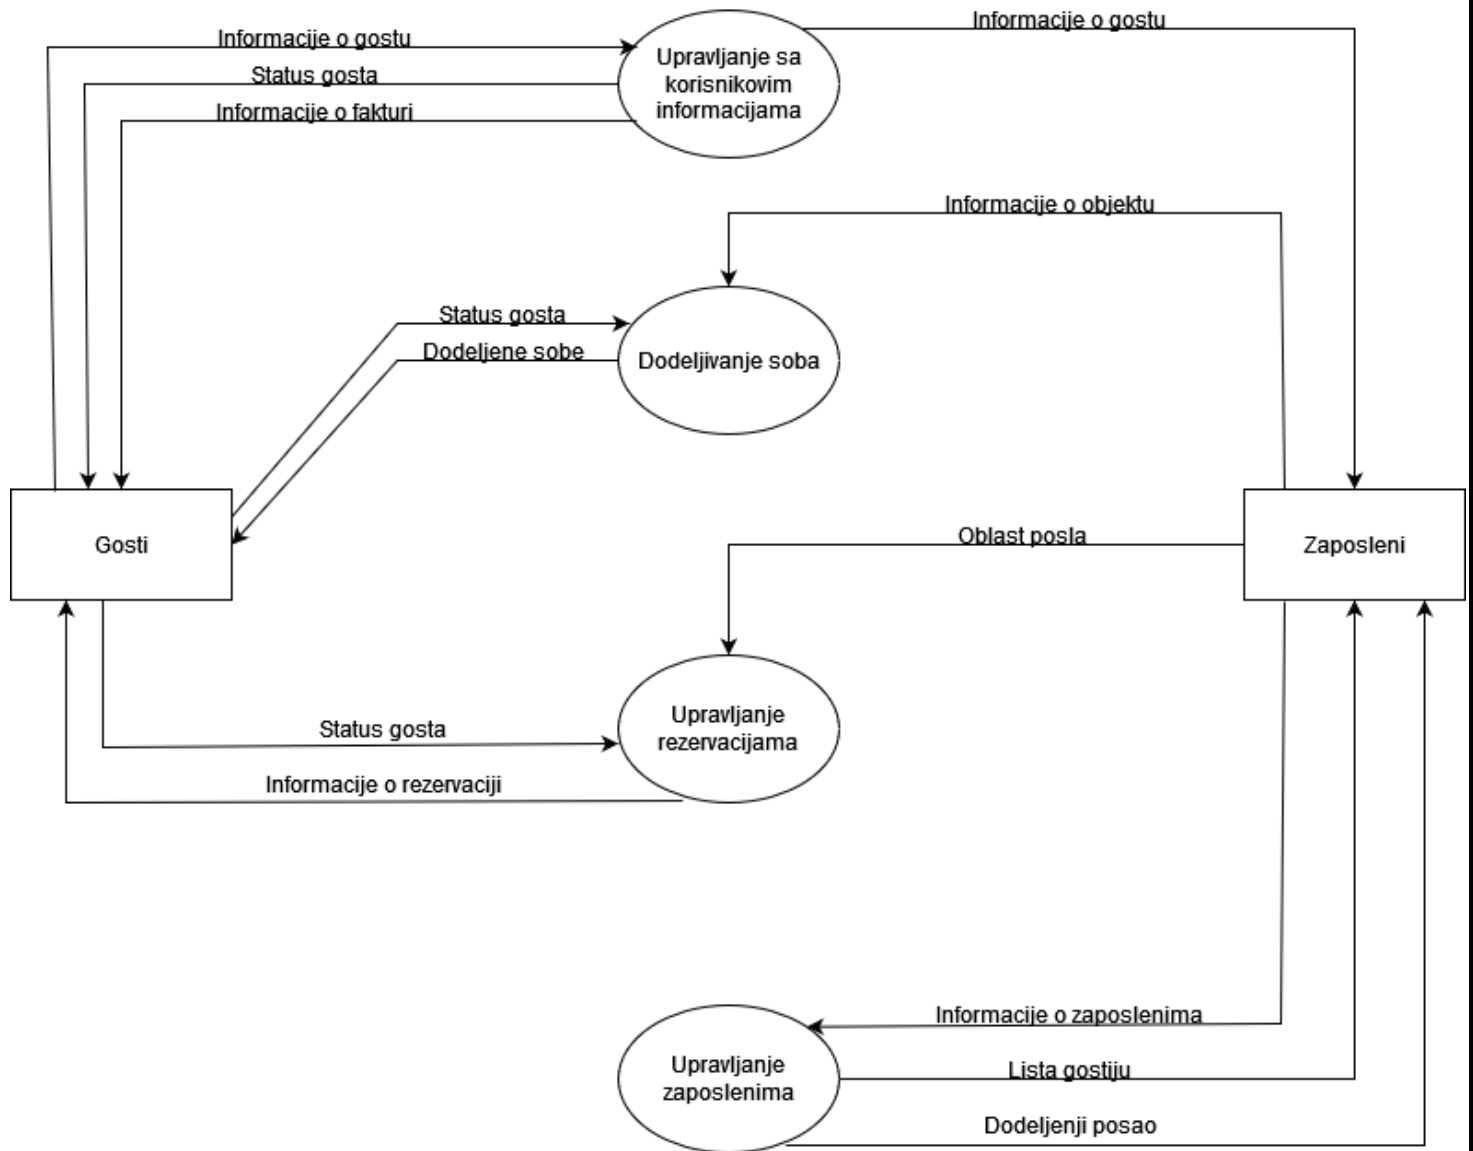 Informacije o gostu
Informacije o gostu
Status gosta
Informacije o fakturi
Upravljanje sa
korisnikovim
informacijama
Informacije o objektu
Status gosta
Dodeljene sobe
Dodeljivanje soba
Gosti
Oblast posla
Zaposleni
Status gosta
Informacije o rezervaciji
Upravljanje
rezervacijama
Informacije o zaposlenima
Upravljanje
zaposlenima
Lista gostiju
Dodeljenji posao